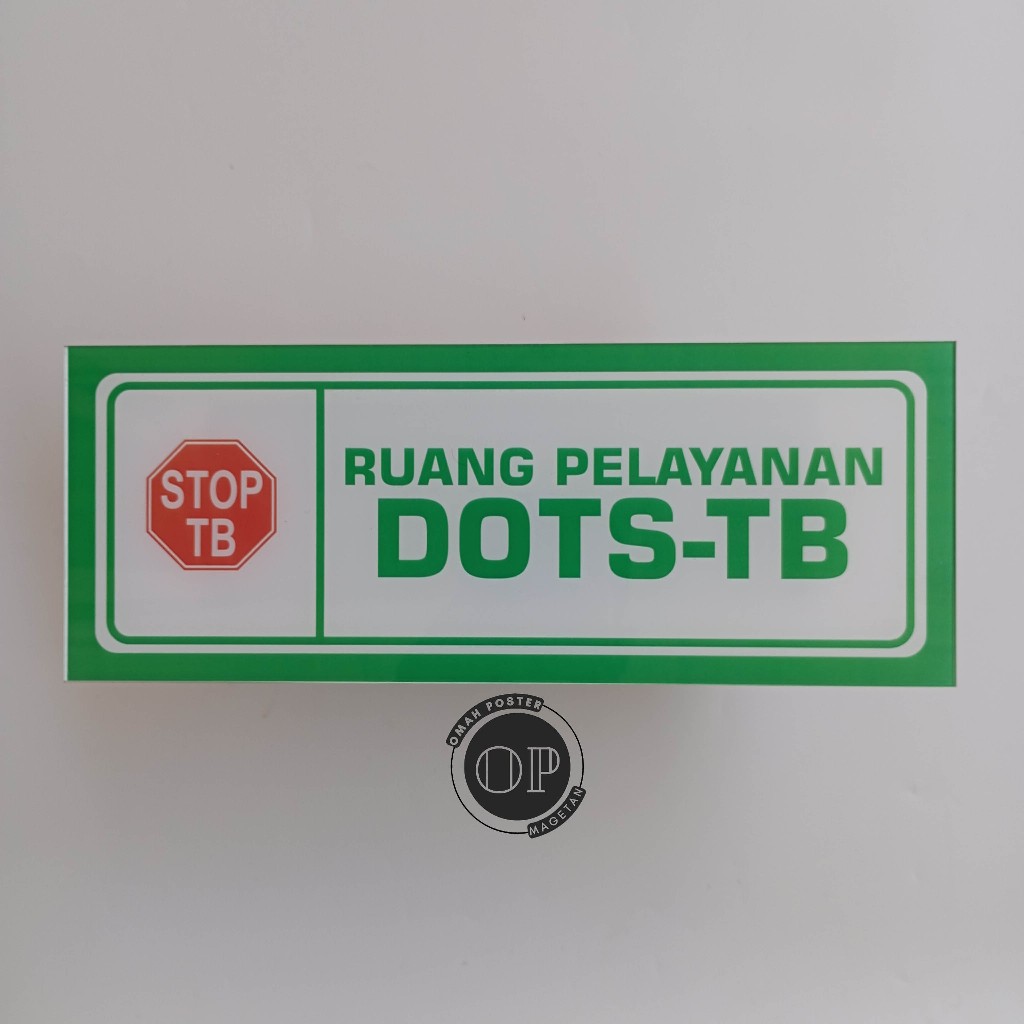 STOP
TB
RUANG PELAYANAN
DOTS-TB
OMAH POSTER
OP
MAGETAN